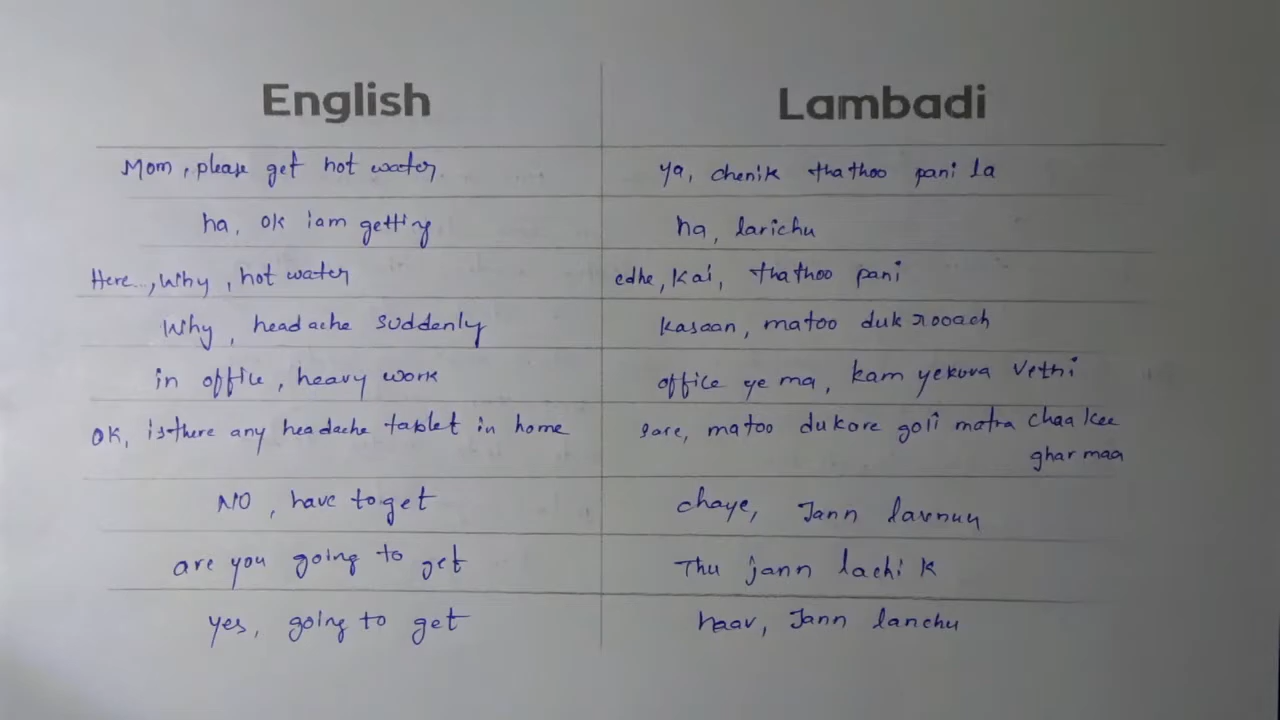 English Lambadi
Mom, please get hot water. ya, chenik thathoo pani la
ha, ok iam getting ha, larichu
Here..., Why, hot water edhe, kai, thathoo pani
Why, headache suddenly kasaan, matoo duk rooach
in office, heavy work office ye ma, kam yekuva vethi
OK, is there any headache tablet in home sare, matoo dukore goli matra chaa kee
ghar maa
NO, have to get chaye, Jann lavnuu
are you going to get Thu jann lachi k
yes, going to get haav, Jann lanchu